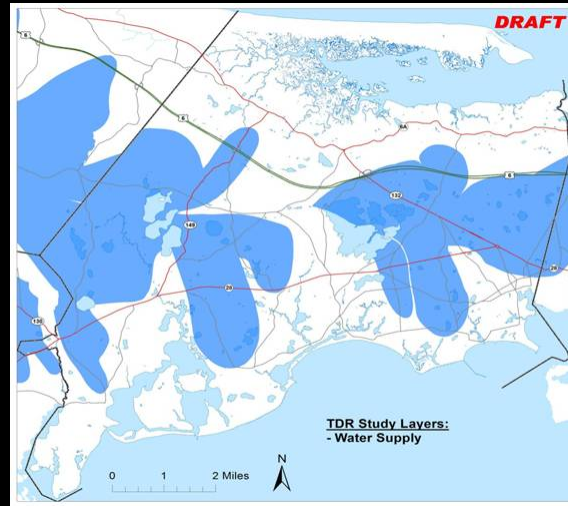 DRAFT
6
6
6A
6
132
149
28
28
130
TDR Study Layers:
- Water Supply
N
0 1 2 Miles